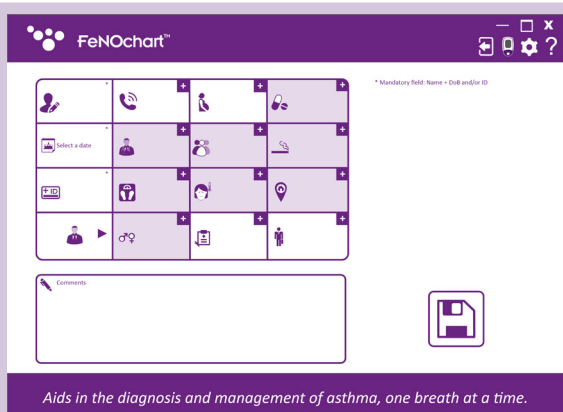 FeNOchart™
* Mandatory field: Name + DoB and/or ID
*
+
+
+
Select a date
*
+
+
+
+ ID
*
+
+
+
+
+
+
Comments
Aids in the diagnosis and management of asthma, one breath at a time.